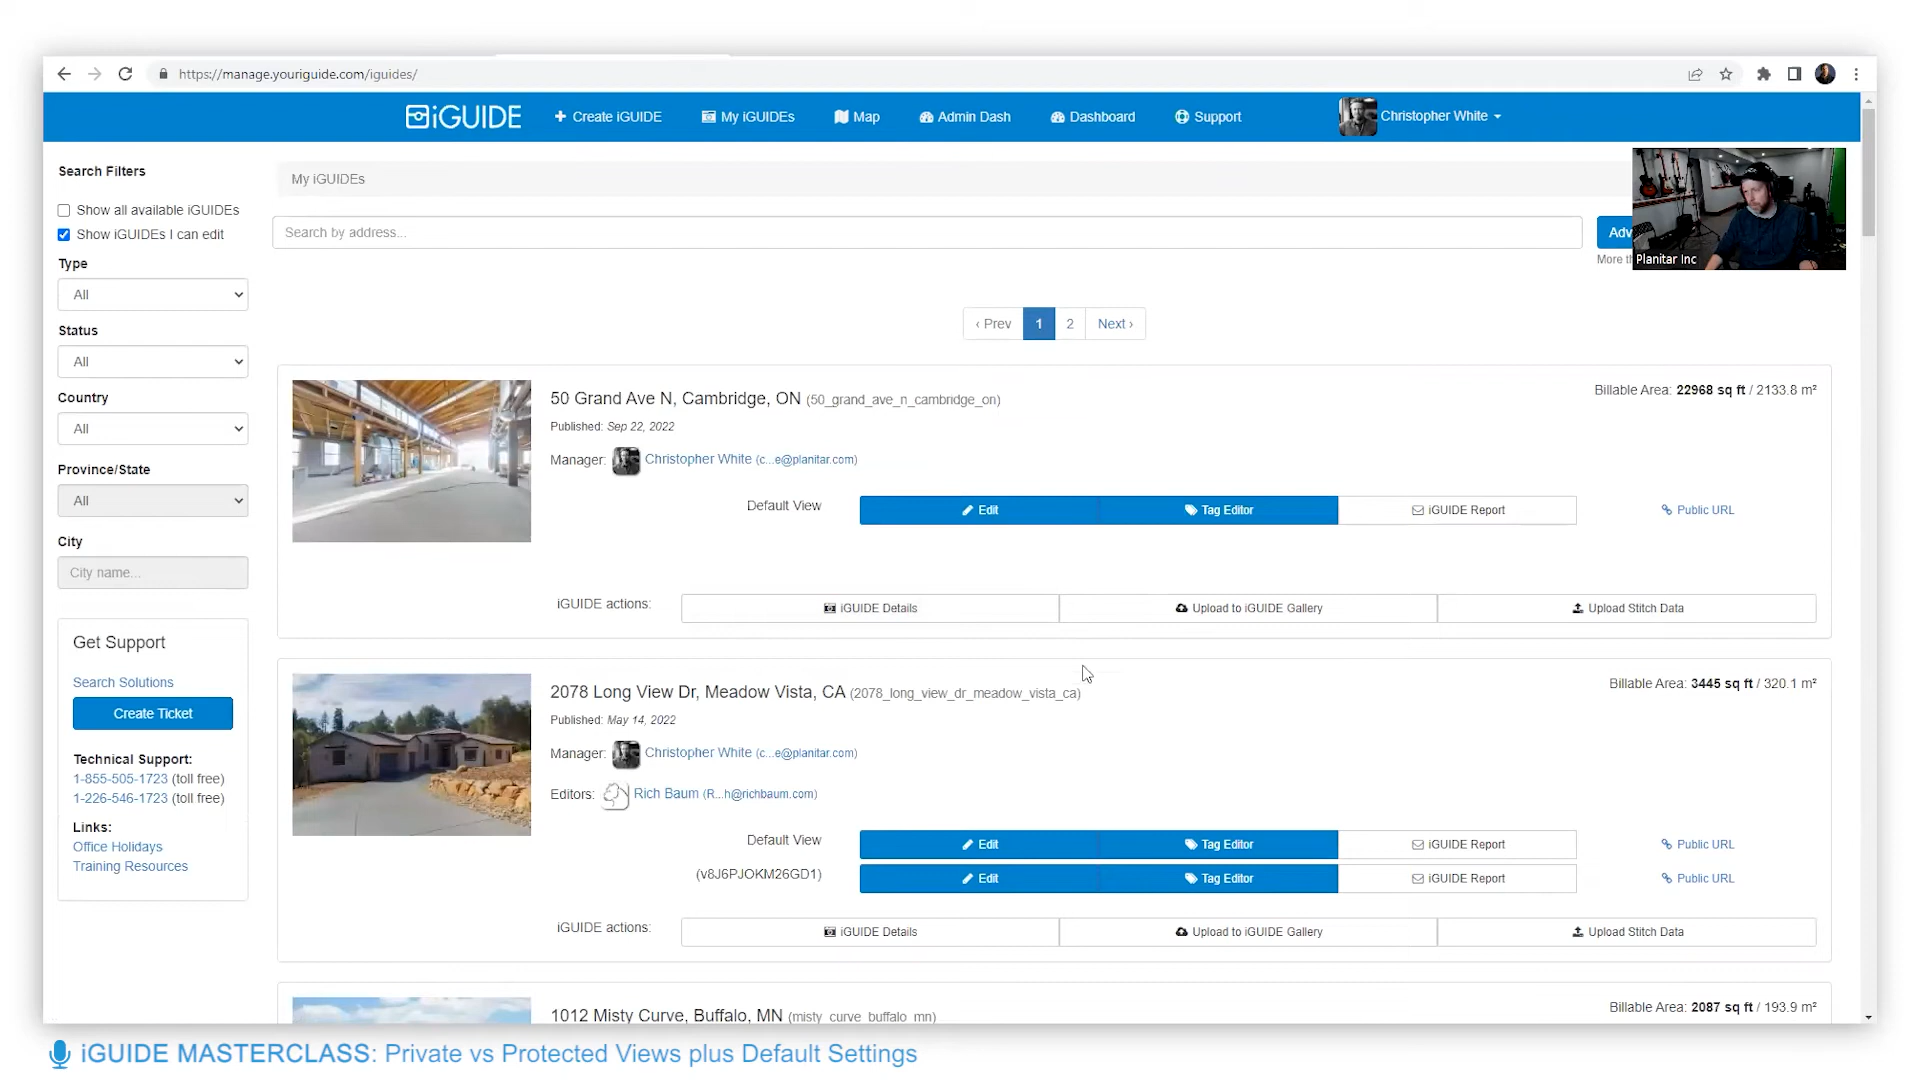 https://manage.youriguide.com/iguides/
iGUIDE
Create iGUIDE
My iGUIDEs
Map
Admin Dash
Dashboard
Support
Christopher White
Search Filters
Show all available iGUIDEs
Show iGUIDEs I can edit
Type
All
Status
All
Country
All
Province/State
All
City
City name...
Get Support
Search Solutions
Create Ticket
Technical Support:
1-855-505-1723 (toll free)
1-226-546-1723 (toll free)
Links:
Office Holidays
Training Resources
My iGUIDEs
Search by address...
Planitar Inc
‹ Prev 1 2 Next ›
50 Grand Ave N, Cambridge, ON (50_grand_ave_n_cambridge_on)
Billable Area: 22968 sq ft / 2133.8 m²
Published: Sep 22, 2022
Manager: Christopher White (c...e@planitar.com)
Default View Edit Tag Editor iGUIDE Report Public URL
iGUIDE actions: iGUIDE Details Upload to iGUIDE Gallery Upload Stitch Data
2078 Long View Dr, Meadow Vista, CA (2078_long_view_dr_meadow_vista_ca)
Billable Area: 3445 sq ft / 320.1 m²
Published: May 14, 2022
Manager: Christopher White (c...e@planitar.com)
Editors: Rich Baum (R...h@richbaum.com)
Default View Edit Tag Editor iGUIDE Report Public URL
(v8J6PJOKM26GD1) Edit Tag Editor iGUIDE Report Public URL
iGUIDE actions: iGUIDE Details Upload to iGUIDE Gallery Upload Stitch Data
1012 Misty Curve, Buffalo, MN (misty_curve_buffalo_mn)
Billable Area: 2087 sq ft / 193.9 m²
iGUIDE MASTERCLASS: Private vs Protected Views plus Default Settings